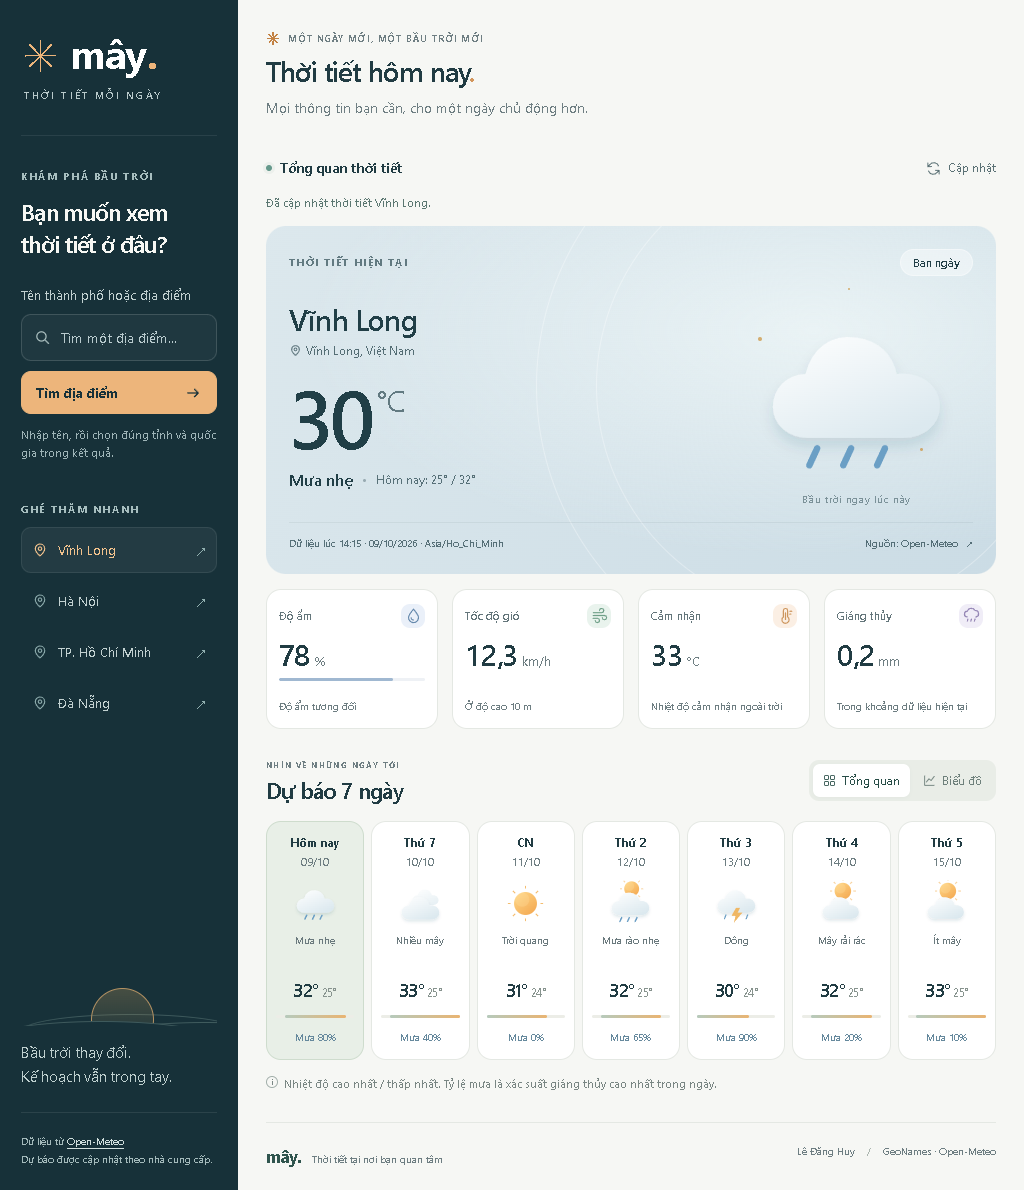 mây.
THỜI TIẾT MỖI NGÀY
KHÁM PHÁ BẦU TRỜI
Bạn muốn xem
thời tiết ở đâu?
Tên thành phố hoặc địa điểm
Tìm một địa điểm...
Tìm địa điểm →
Nhập tên, rồi chọn đúng tỉnh và quốc
gia trong kết quả.
GHÉ THĂM NHANH
Vĩnh Long ↗
Hà Nội ↗
TP. Hồ Chí Minh ↗
Đà Nẵng ↗
Bầu trời thay đổi.
Kế hoạch vẫn trong tay.
Dữ liệu từ Open-Meteo
Dự báo được cập nhật theo nhà cung cấp.
MỘT NGÀY MỚI, MỘT BẦU TRỜI MỚI
Thời tiết hôm nay.
Mọi thông tin bạn cần, cho một ngày chủ động hơn.
Tổng quan thời tiết
Cập nhật
Đã cập nhật thời tiết Vĩnh Long.
THỜI TIẾT HIỆN TẠI
Ban ngày
Vĩnh Long
Vĩnh Long, Việt Nam
30°C
Mưa nhẹ • Hôm nay: 25° / 32°
Bầu trời ngay lúc này
Dữ liệu lúc 14:15 · 09/10/2026 · Asia/Ho_Chi_Minh
Nguồn: Open-Meteo ↗
Độ ẩm
78 %
Độ ẩm tương đối
Tốc độ gió
12,3 km/h
Ở độ cao 10 m
Cảm nhận
33 °C
Nhiệt độ cảm nhận ngoài trời
Giáng thủy
0,2 mm
Trong khoảng dữ liệu hiện tại
NHÌN VỀ NHỮNG NGÀY TỚI
Dự báo 7 ngày
Tổng quan
Biểu đồ
Hôm nay
09/10
Mưa nhẹ
32° 25°
Mưa 80%
Thứ 7
10/10
Nhiều mây
33° 25°
Mưa 40%
CN
11/10
Trời quang
31° 24°
Mưa 0%
Thứ 2
12/10
Mưa rào nhẹ
32° 25°
Mưa 65%
Thứ 3
13/10
Dông
30° 24°
Mưa 90%
Thứ 4
14/10
Mây rải rác
32° 25°
Mưa 20%
Thứ 5
15/10
Ít mây
33° 25°
Mưa 10%
Nhiệt độ cao nhất / thấp nhất. Tỷ lệ mưa là xác suất giáng thủy cao nhất trong ngày.
mây. Thời tiết tại nơi bạn quan tâm
Lê Đăng Huy / GeoNames · Open-Meteo